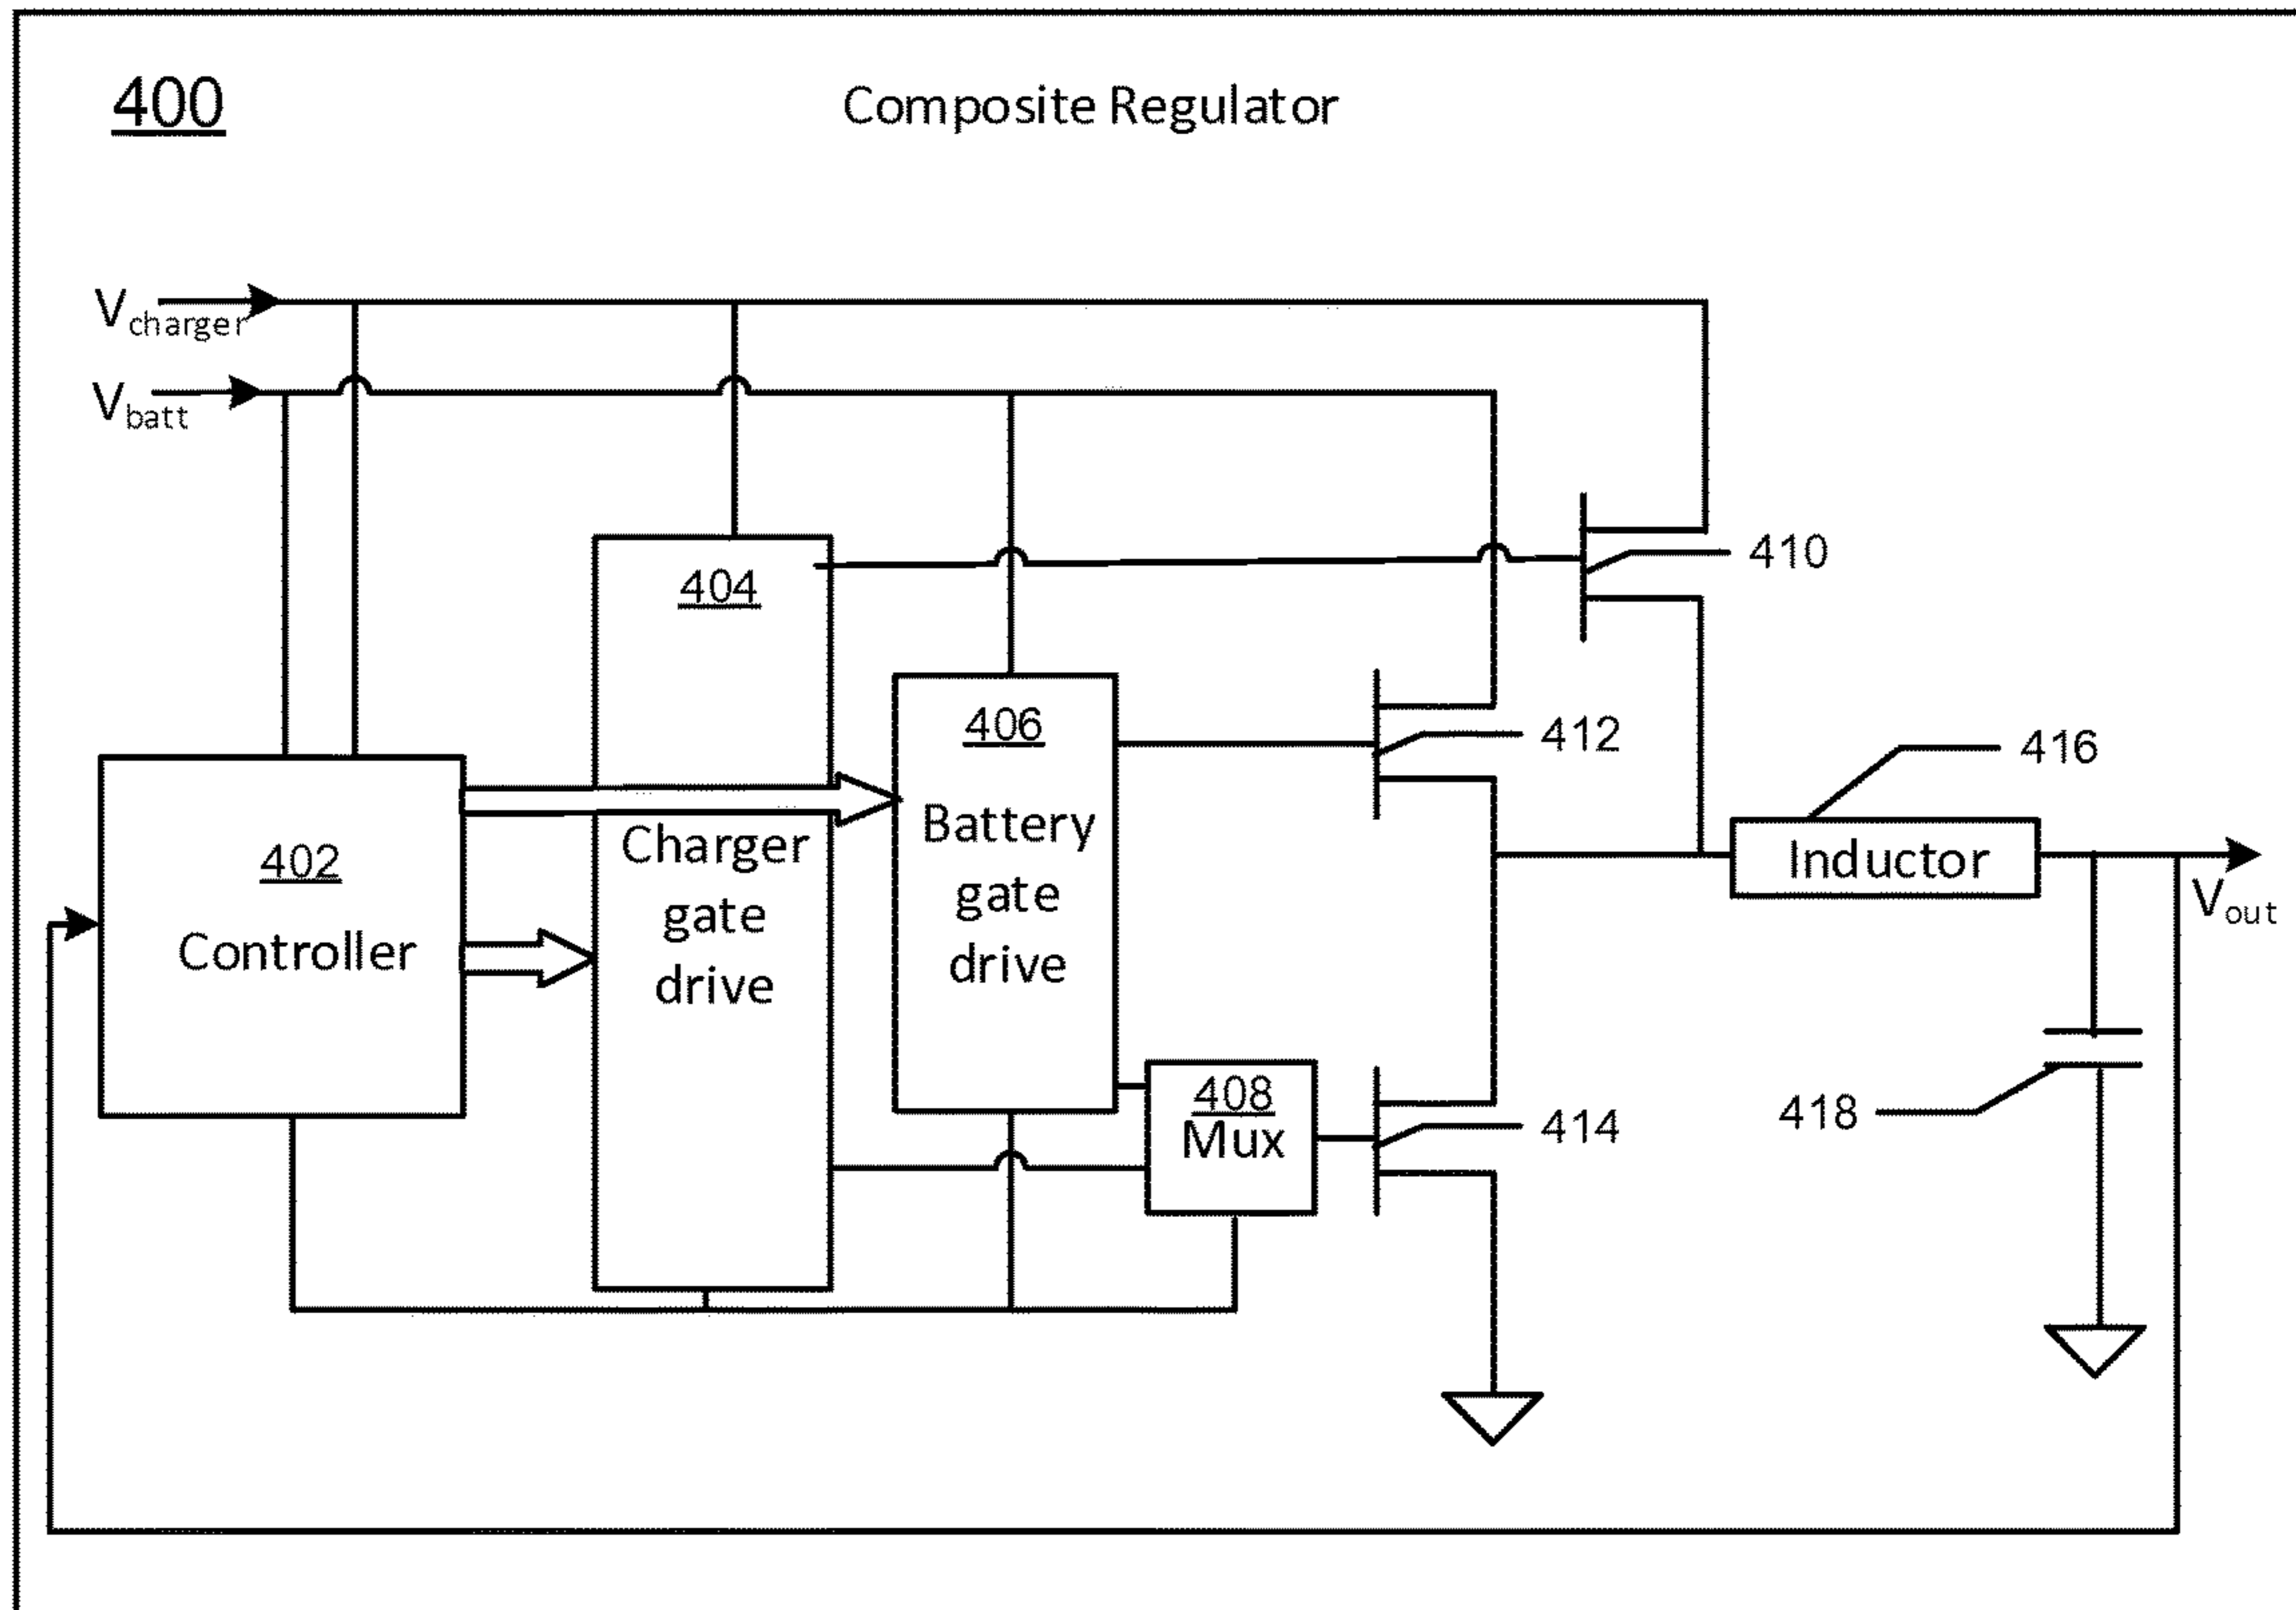 400
Composite Regulator
Vcharger
Vbatt
404
410
406
412
416
402
Controller
Charger
gate
drive
Battery
gate
drive
Inductor
Vout
408
Mux
414
418